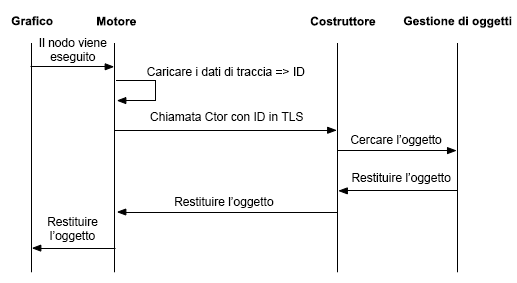 Grafico Motore Costruttore Gestione di oggetti
Il nodo viene
eseguito
Caricare i dati di traccia => ID
Chiamata Ctor con ID in TLS
Cercare l'oggetto
Restituire l'oggetto
Restituire l'oggetto
Restituire
l'oggetto